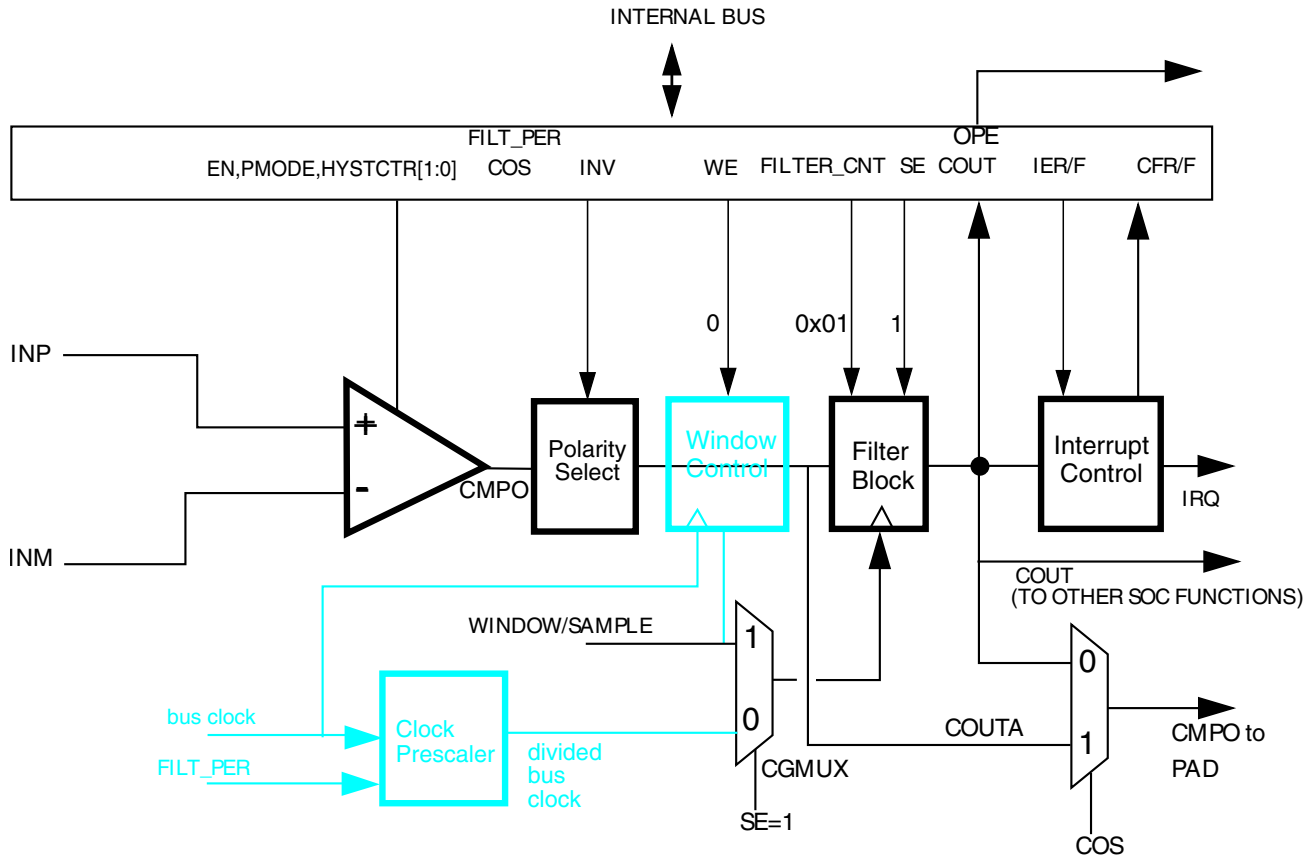 INTERNAL BUS
FILT_PER
OPE
EN,PMODE,HYSTCTR[1:0]
COS
INV
WE
FILTER_CNT
SE
COUT
IER/F
CFR/F
0
0x01
1
INP
+
-
INM
CMPO
Polarity
Select
Window
Control
Filter
Block
Interrupt
Control
IRQ
COUT
(TO OTHER SOC FUNCTIONS)
WINDOW/SAMPLE
1
0
CGMUX
SE=1
bus clock
FILT_PER
Clock
Prescaler
divided
bus
clock
COUTA
0
1
CMPO to
PAD
COS